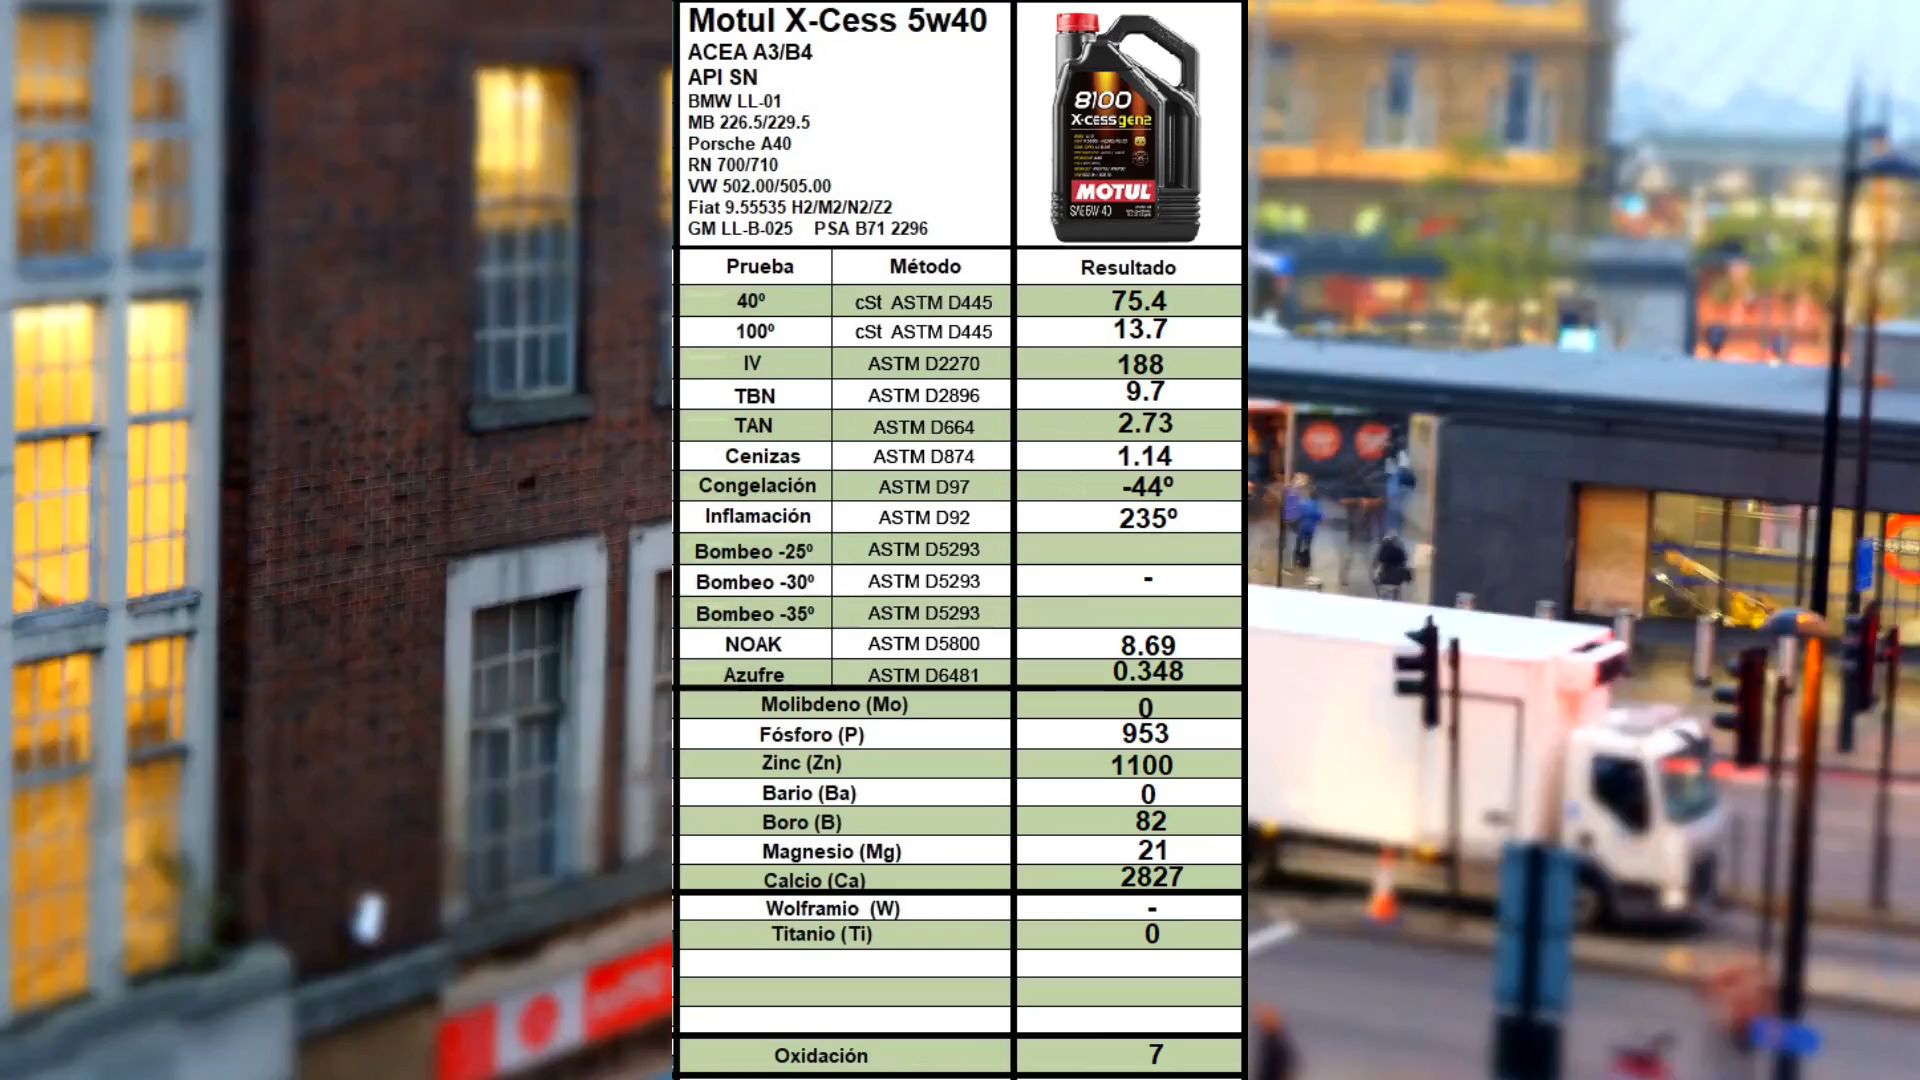 Motul X-Cess 5w40
ACEA A3/B4
API SN
BMW LL-01
MB 226.5/229.5
Porsche A40
RN 700/710
VW 502.00/505.00
Fiat 9.55535 H2/M2/N2/Z2
GM LL-B-025 PSA B71 2296
8100
X-cess gen2
MOTUL
SAE 5W-40
Prueba Método Resultado
40º cSt ASTM D445 75.4
100º cSt ASTM D445 13.7
IV ASTM D2270 188
TBN ASTM D2896 9.7
TAN ASTM D664 2.73
Cenizas ASTM D874 1.14
Congelación ASTM D97 -44º
Inflamación ASTM D92 235º
Bombeo -25º ASTM D5293
Bombeo -30º ASTM D5293 -
Bombeo -35º ASTM D5293
NOAK ASTM D5800 8.69
Azufre ASTM D6481 0.348
Molibdeno (Mo) 0
Fósforo (P) 953
Zinc (Zn) 1100
Bario (Ba) 0
Boro (B) 82
Magnesio (Mg) 21
Calcio (Ca) 2827
Wolframio (W) -
Titanio (Ti) 0
Oxidación 7